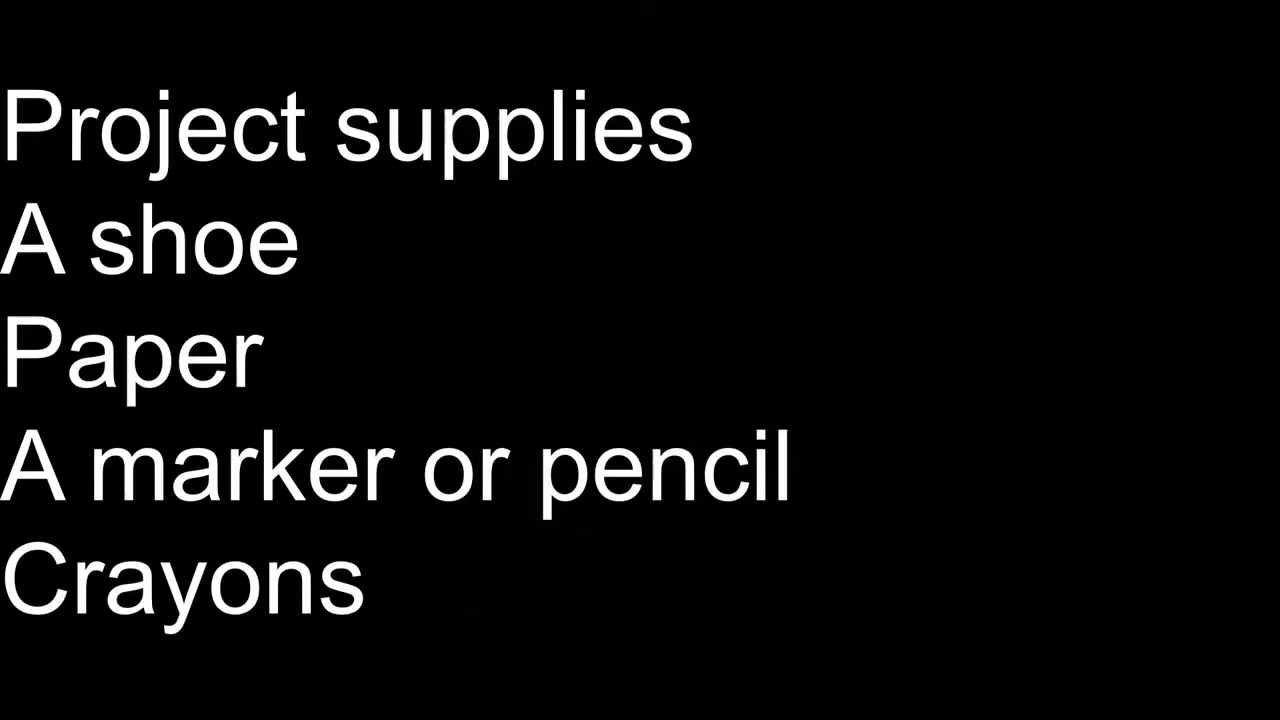 Project supplies
A shoe
Paper
A marker or pencil
Crayons